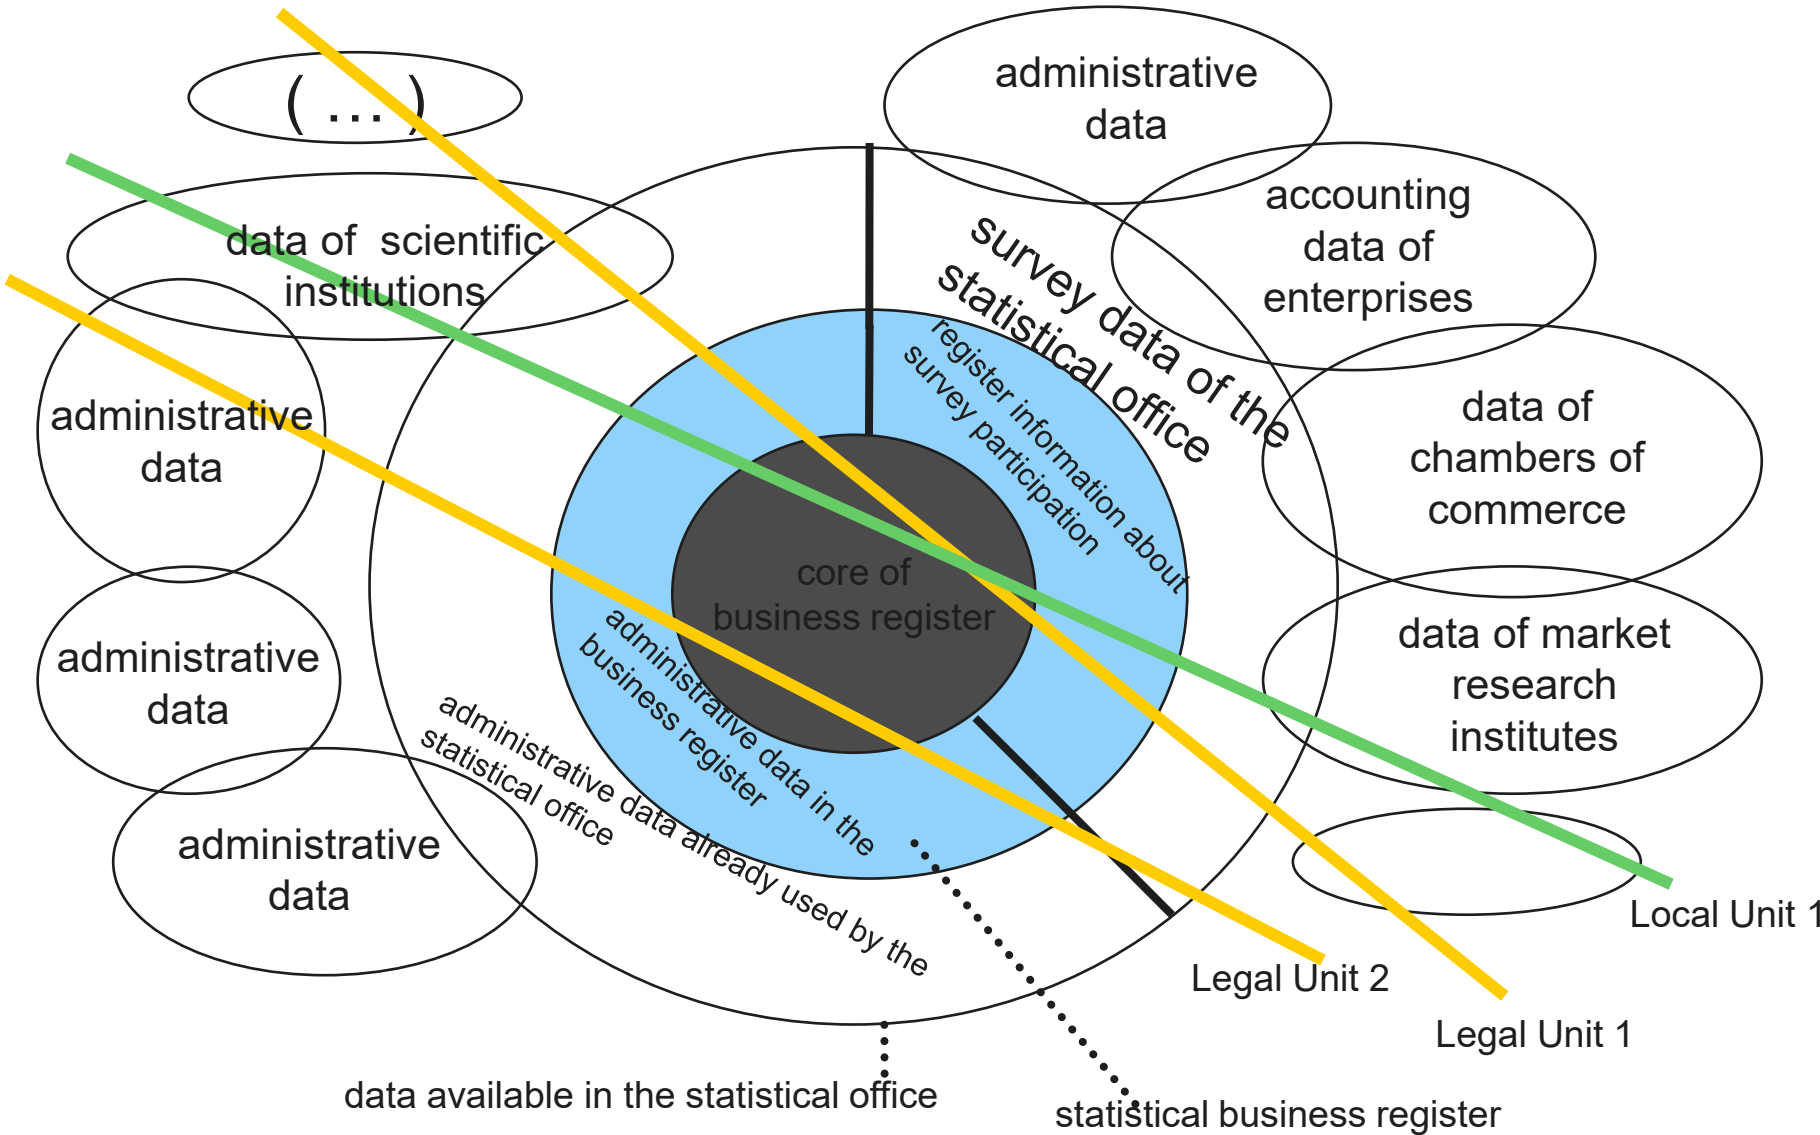 ( ... )
administrative
data
data of scientific
institutions
accounting
data of
enterprises
survey data of the
statistical office
register information about
survey participation
administrative
data
data of
chambers of
commerce
core of
business register
administrative
data
data of market
research
institutes
administrative data in the
business register
administrative data already used by the
statistical office
administrative
data
Local Unit 1
Legal Unit 2
Legal Unit 1
data available in the statistical office
statistical business register